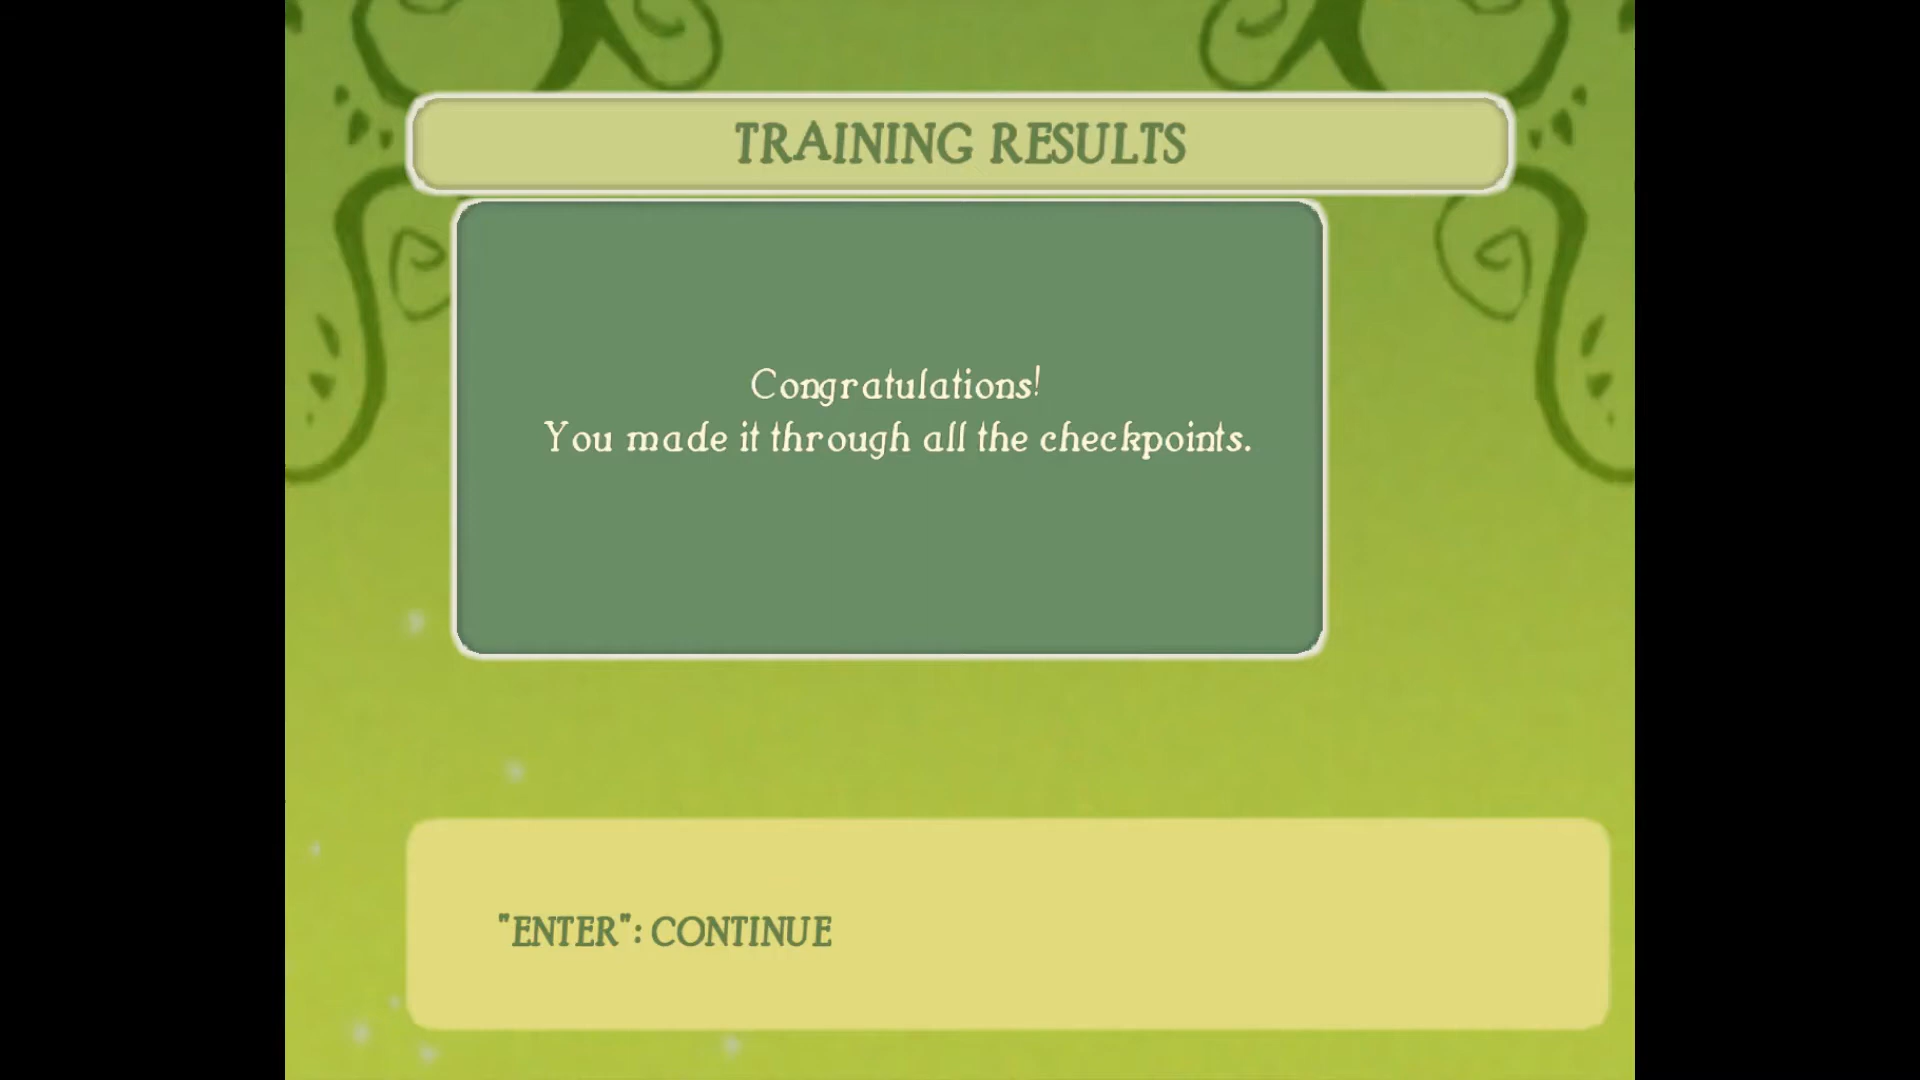 TRAINING RESULTS
Congratulations!
You made it through all the checkpoints.
"ENTER": CONTINUE